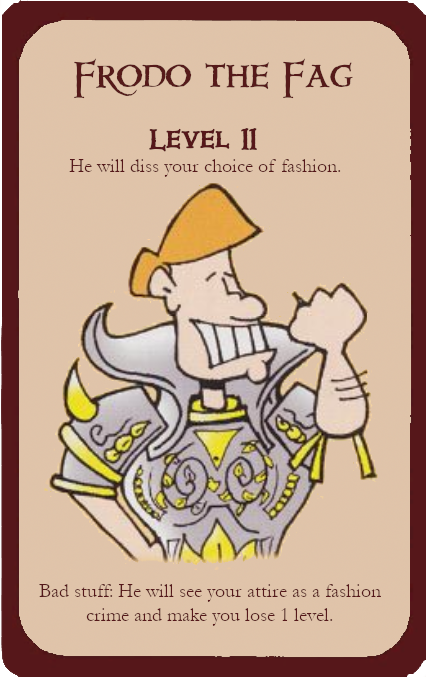 Frodo the Fag
Level 11
He will diss your choice of fashion.
Bad stuff: He will see your attire as a fashion
crime and make you lose 1 level.